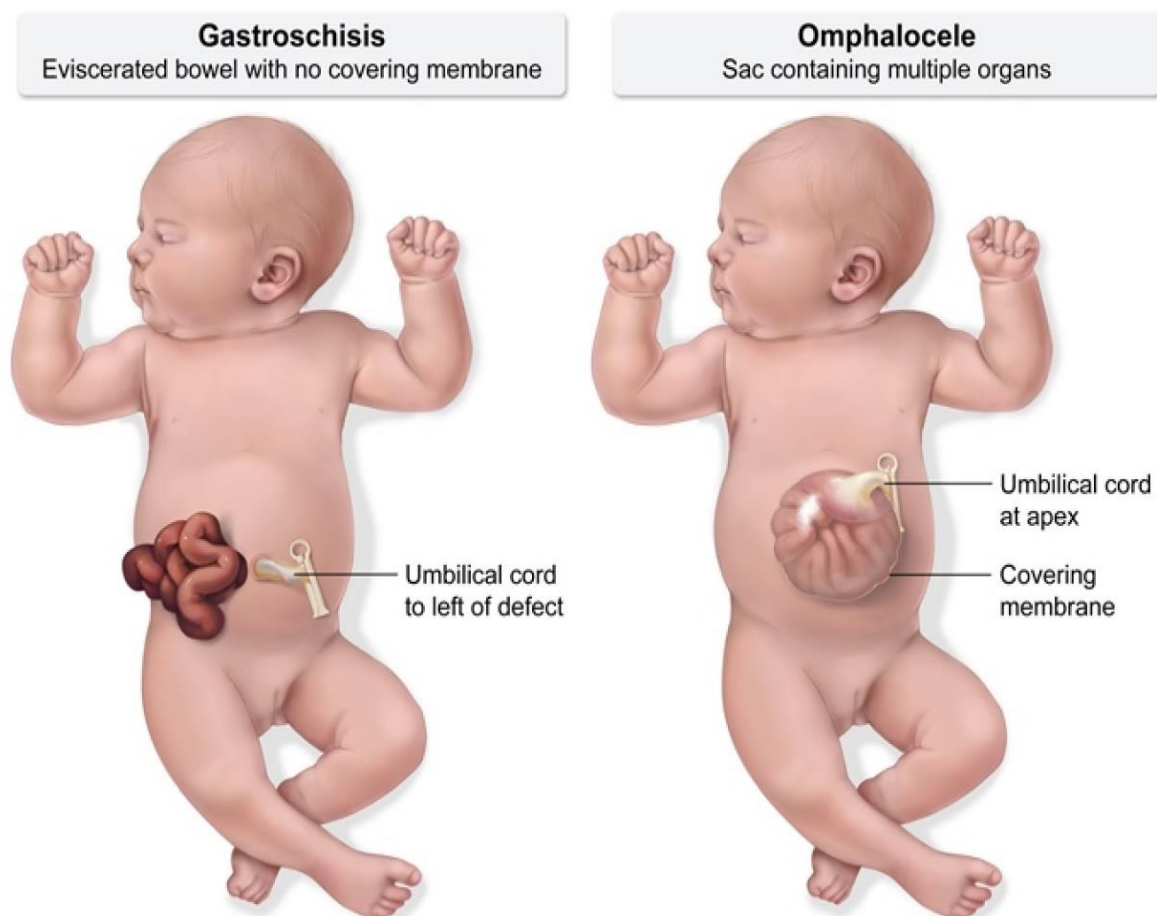 Gastroschisis
Eviscerated bowel with no covering membrane
Omphalocele
Sac containing multiple organs
Umbilical cord
to left of defect
Umbilical cord
at apex
Covering
membrane